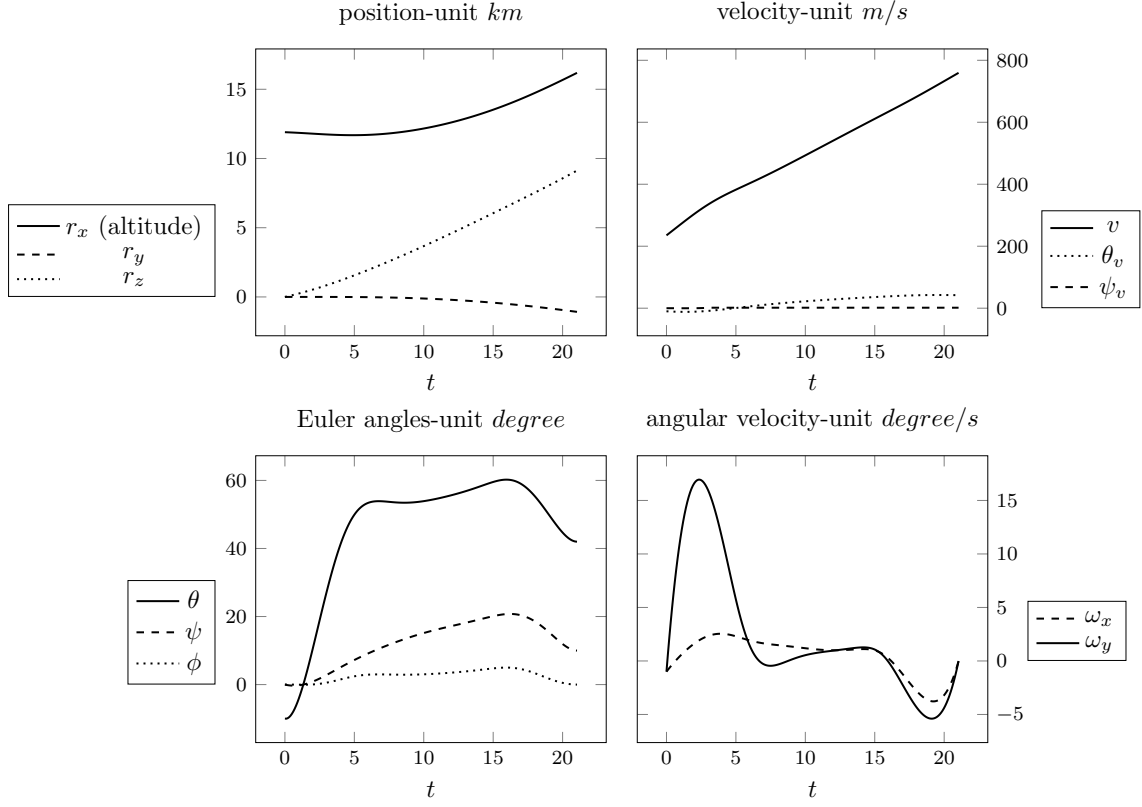 position-unit km
velocity-unit m/s
15
10
5
0
0 5 10 15 20
t
r_x (altitude)
r_y
r_z
800
600
400
200
0
0 5 10 15 20
t
v
θ_v
ψ_v
Euler angles-unit degree
angular velocity-unit degree/s
60
40
20
0
0 5 10 15 20
t
θ
ψ
ϕ
15
10
5
0
−5
0 5 10 15 20
t
ω_x
ω_y